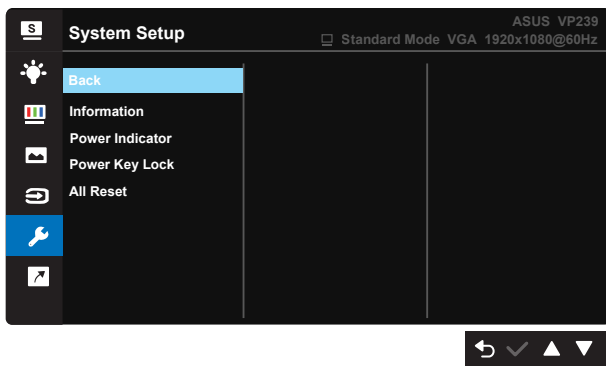 S
System Setup
ASUS VP239
Standard Mode VGA 1920x1080@60Hz
Back
Information
Power Indicator
Power Key Lock
All Reset